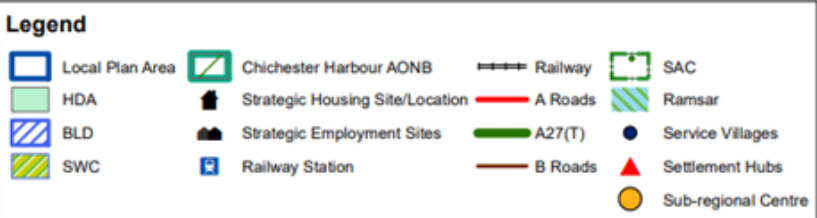 Legend
Local Plan Area
Chichester Harbour AONB
Railway
SAC
HDA
Strategic Housing Site/Location
A Roads
Ramsar
BLD
Strategic Employment Sites
A27(T)
Service Villages
SWC
Railway Station
B Roads
Settlement Hubs
Sub-regional Centre